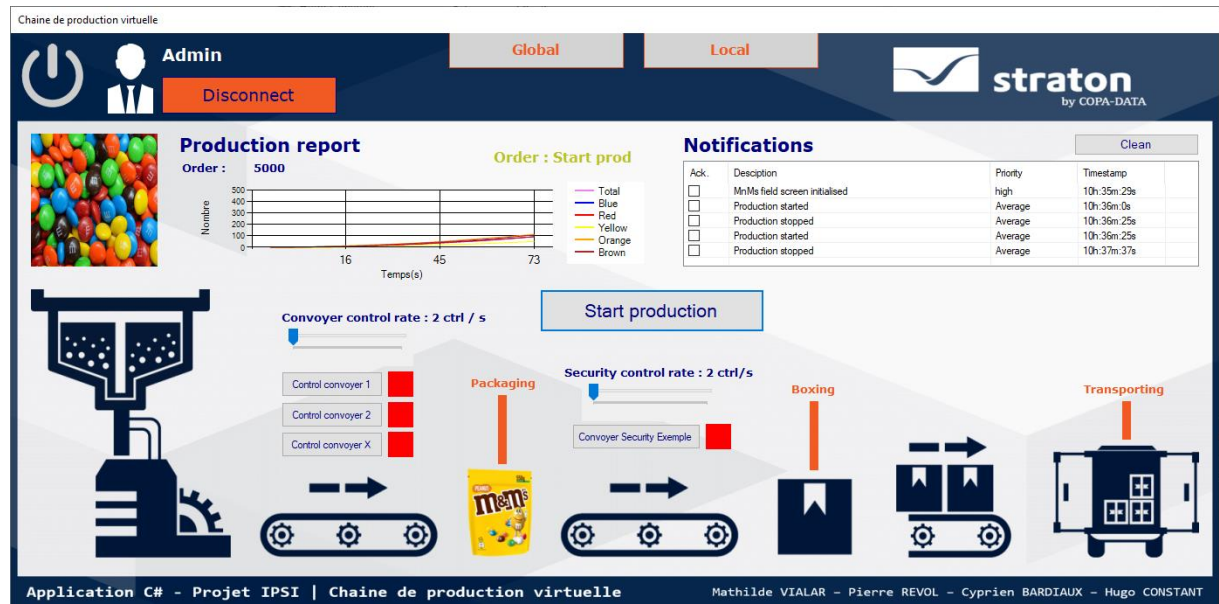 Chaine de production virtuelle
Admin
Disconnect
Global
Local
straton
by COPA-DATA
Production report
Order : 5000
Order : Start prod
Nombre
500
400
300
200
100
0
16 45 73
Temps(s)
Total
Blue
Red
Yellow
Orange
Brown
Notifications
Clean
Ack. Desciption Priority Timestamp
MnMs field screen initialised high 10h:35m:29s
Production started Average 10h:36m:0s
Production stopped Average 10h:36m:25s
Production started Average 10h:36m:25s
Production stopped Average 10h:37m:37s
Start production
Convoyer control rate : 2 ctrl / s
Control convoyer 1
Control convoyer 2
Control convoyer X
Packaging
Security control rate : 2 ctrl/s
Convoyer Security Exemple
Boxing
Transporting
m&m's
Application C# - Projet IPSI | Chaine de production virtuelle
Mathilde VIALAR – Pierre REVOL – Cyprien BARDIAUX – Hugo CONSTANT